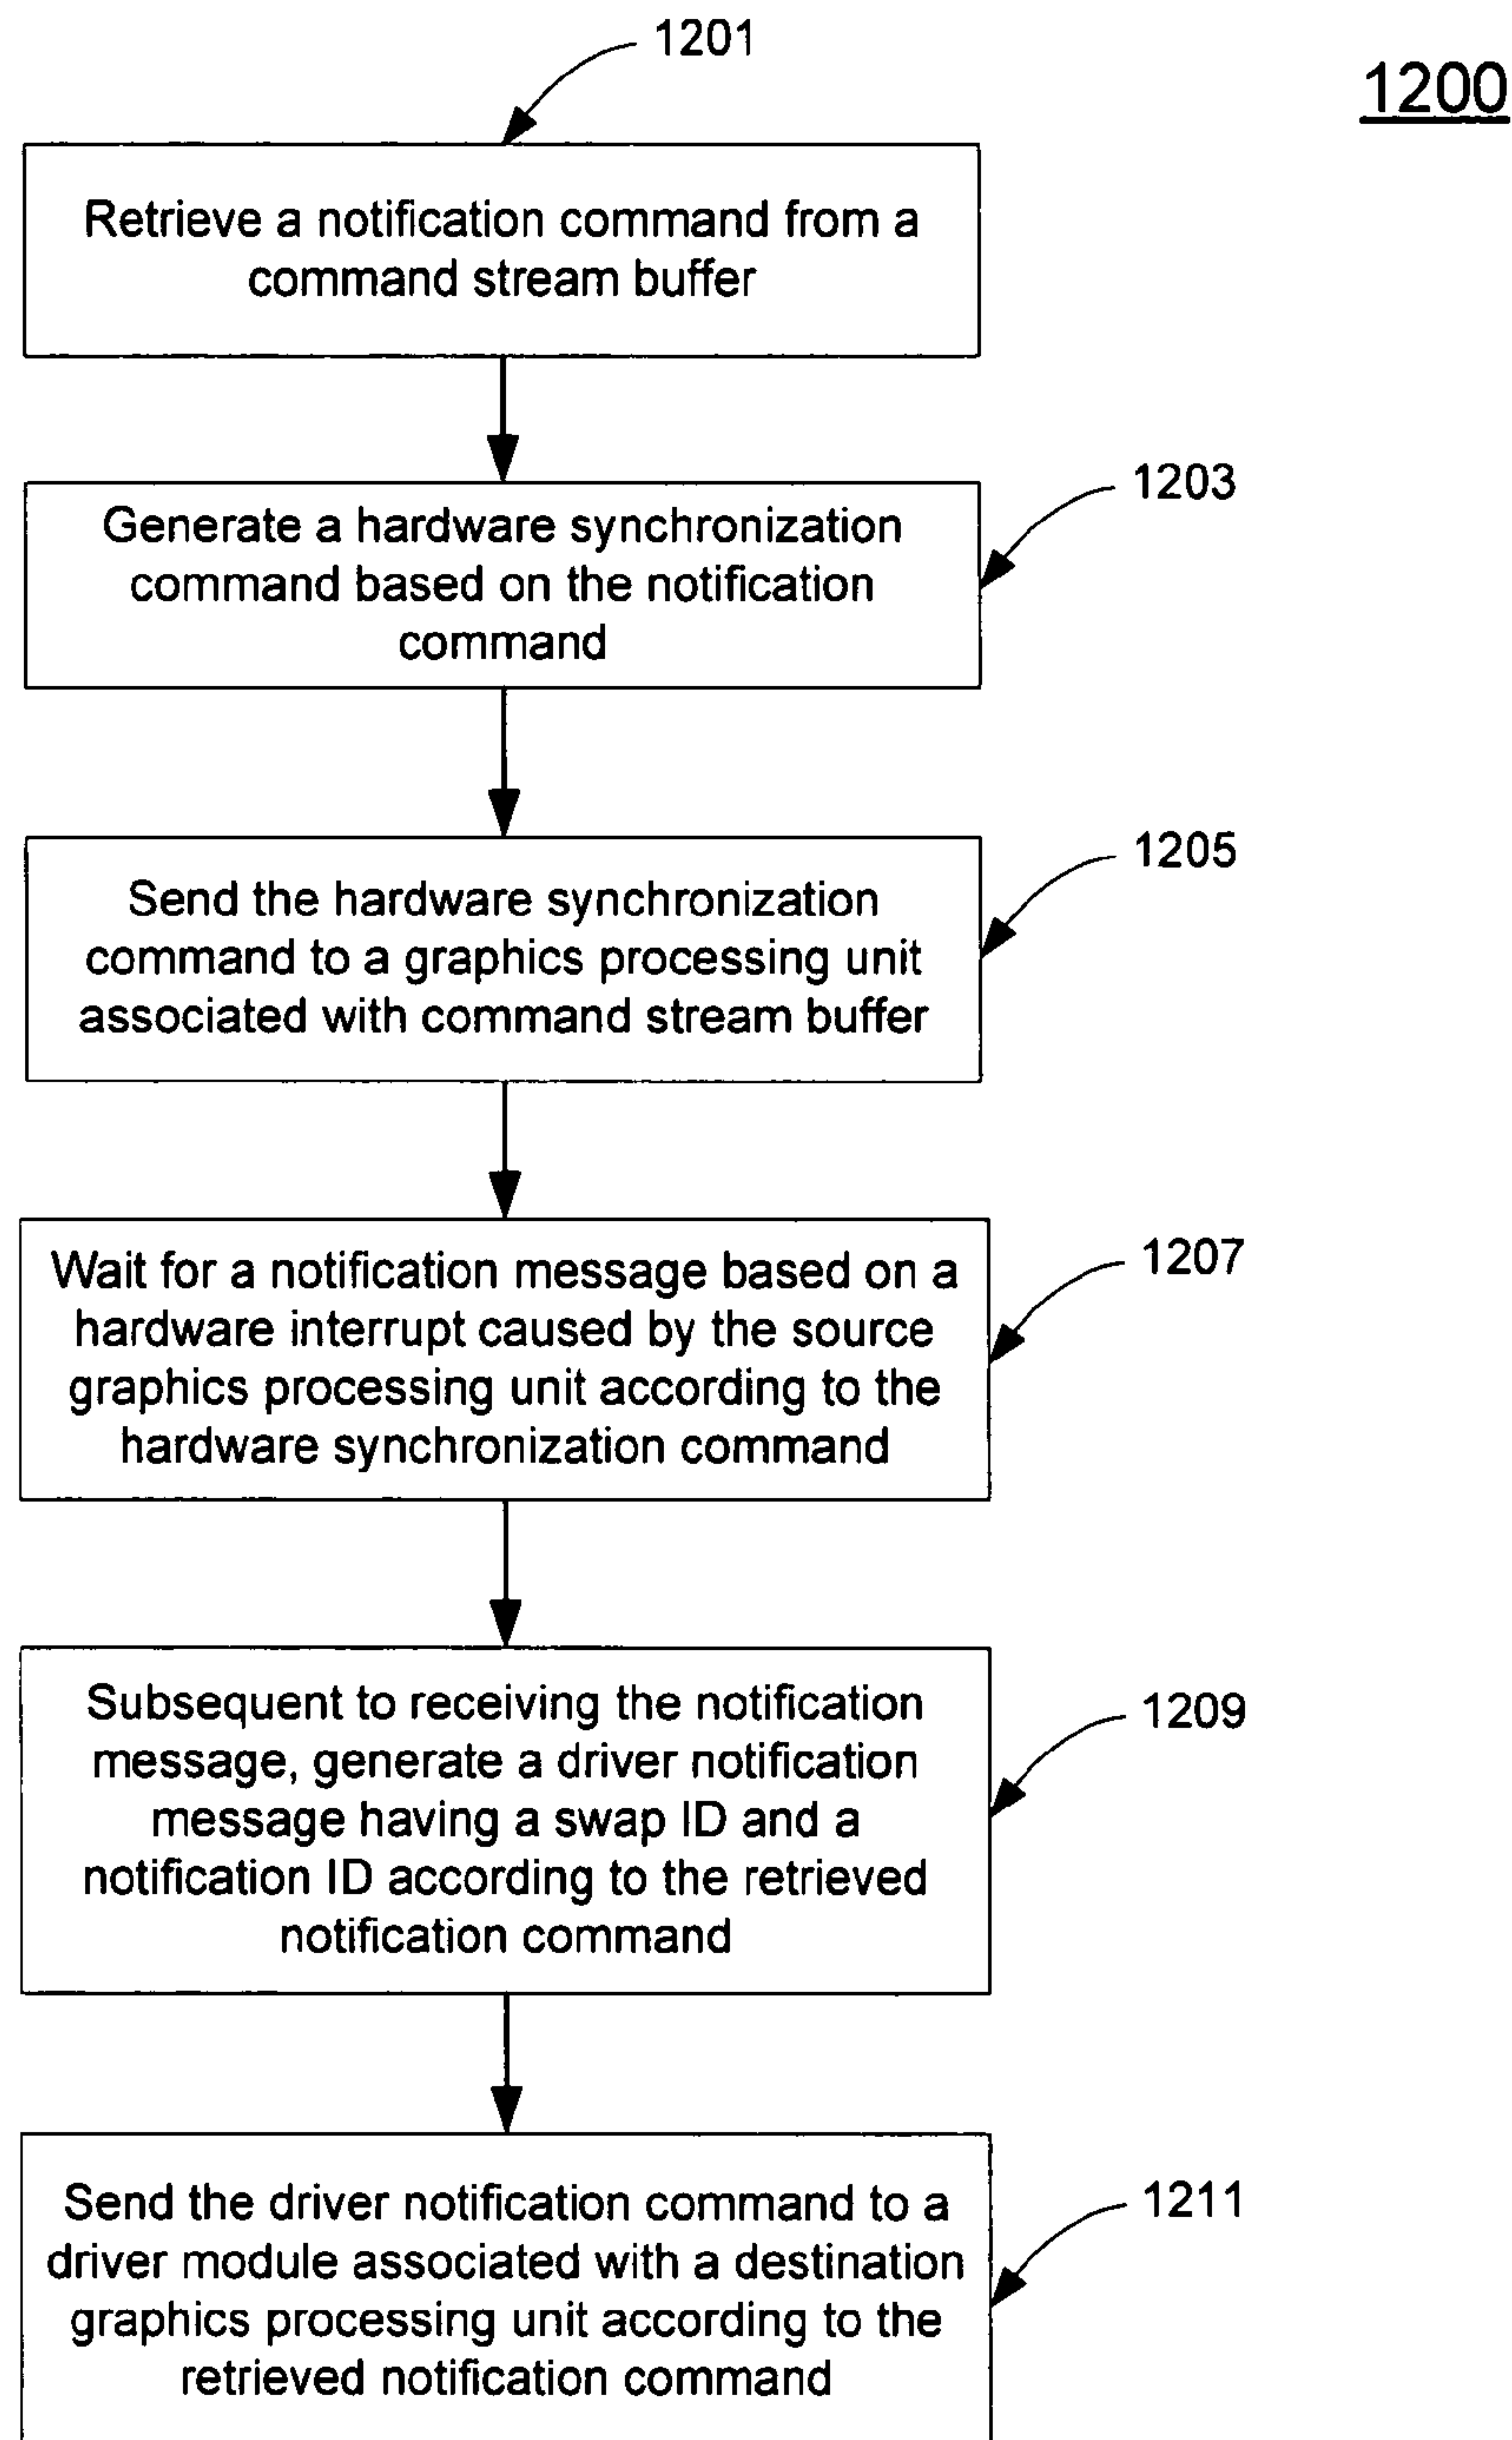 1201
1200
Retrieve a notification command from a
command stream buffer
1203
Generate a hardware synchronization
command based on the notification
command
1205
Send the hardware synchronization
command to a graphics processing unit
associated with command stream buffer
1207
Wait for a notification message based on a
hardware interrupt caused by the source
graphics processing unit according to the
hardware synchronization command
1209
Subsequent to receiving the notification
message, generate a driver notification
message having a swap ID and a
notification ID according to the retrieved
notification command
1211
Send the driver notification command to a
driver module associated with a destination
graphics processing unit according to the
retrieved notification command